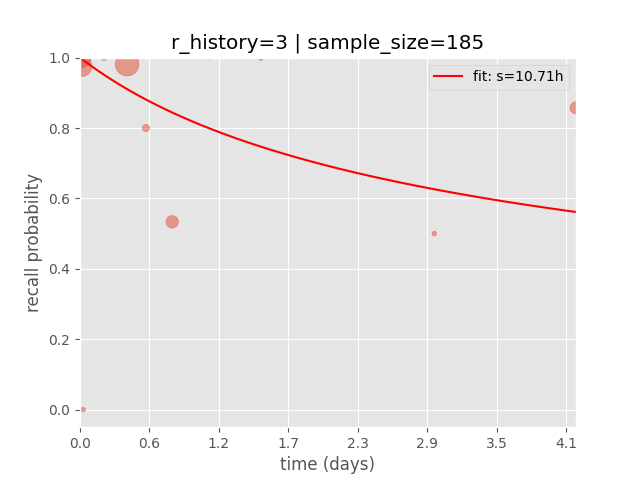 r_history=3 | sample_size=185
fit: s=10.71h
recall probability
1.0
0.8
0.6
0.4
0.2
0.0
0.0 0.6 1.2 1.7 2.3 2.9 3.5 4.1
time (days)